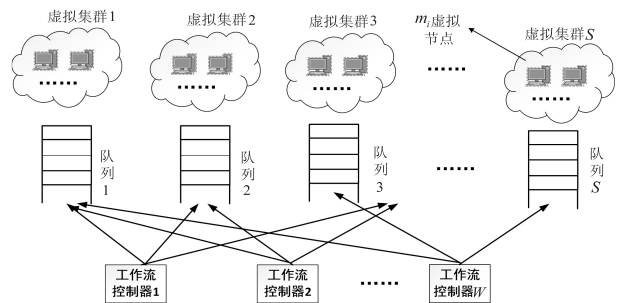 虚拟集群1
虚拟集群2
虚拟集群3
mi虚拟
节点
虚拟集群S
……
……
……
……
……
队列1
队列2
队列3
……
队列S
工作流
控制器1
工作流
控制器2
……
工作流
控制器W